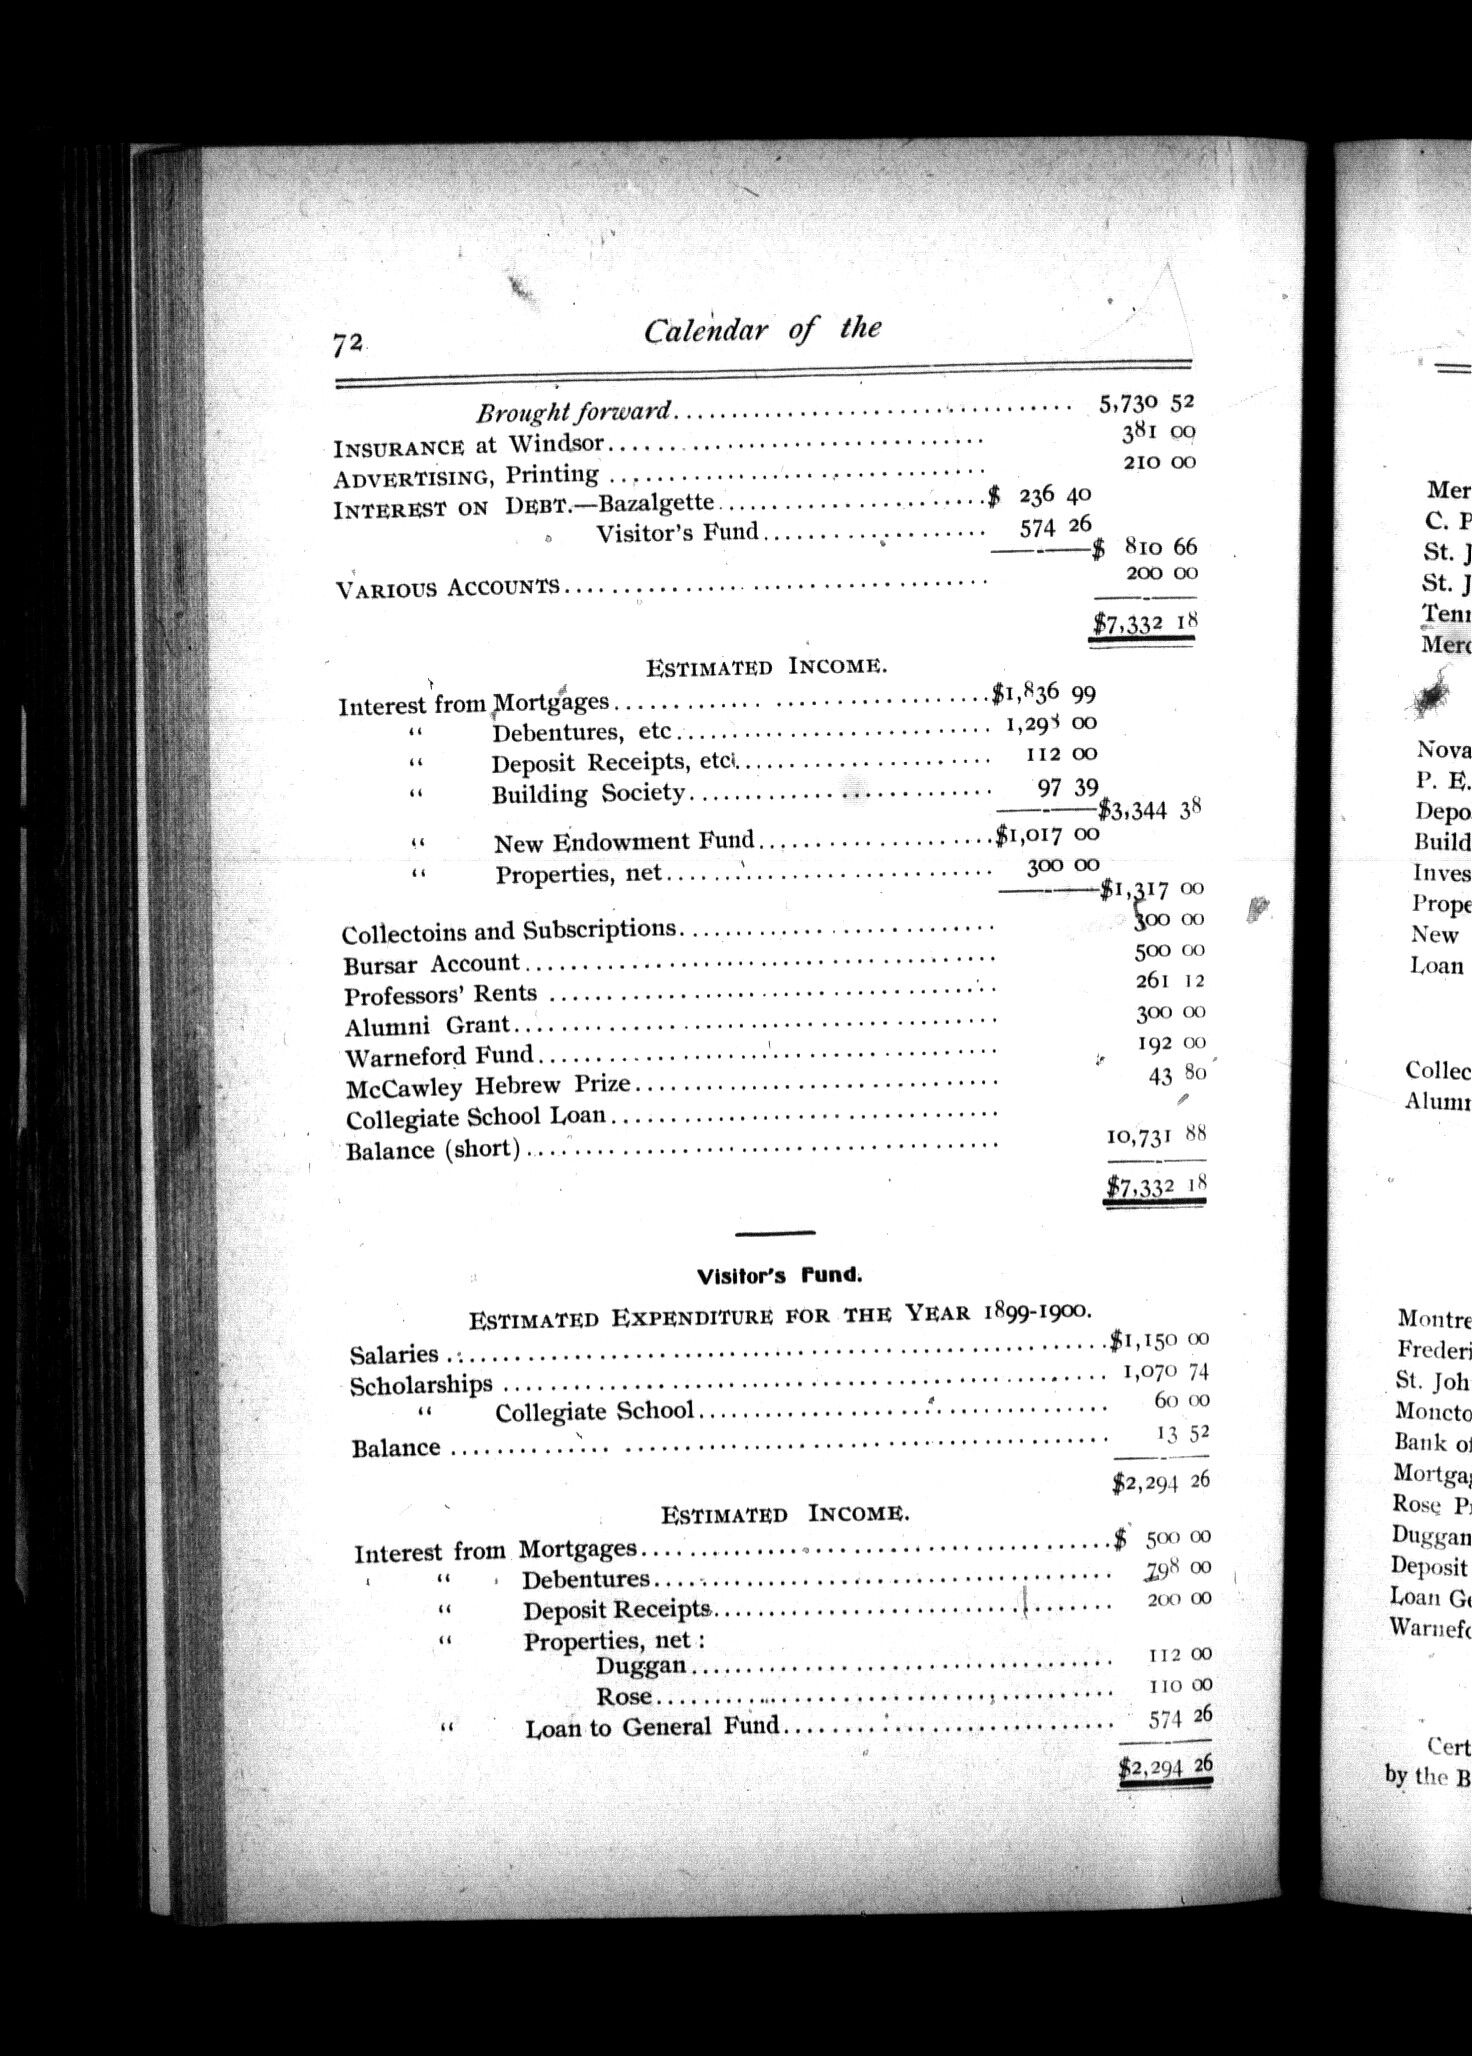 72
Calendar of the
Brought forward.................................. 5,730 52
INSURANCE at Windsor................................ 381 00
ADVERTISING, Printing ................................ 210 00
INTEREST ON DEBT.—Bazalgette.......................$ 236 40
Visitor's Fund................... 574 26
$ 810 66
VARIOUS ACCOUNTS.................................... 200 00
$7,332 18
ESTIMATED INCOME.
Interest from Mortgages................................$1,836 99
“ Debentures, etc........................... 1,298 00
“ Deposit Receipts, etc...................... 112 00
“ Building Society.......................... 97 39
$3,344 38
“ New Endowment Fund....................$1,017 00
“ Properties, net............................ 300 00
$1,317 00
Collectoins and Subscriptions........................... 300 00
Bursar Account........................................ 500 00
Professors' Rents ...................................... 261 12
Alumni Grant......................................... 300 00
Warneford Fund....................................... 192 00
McCawley Hebrew Prize............................... 43 80
Collegiate School Loan.................................
Balance (short)........................................ 10,731 88
$7,332 18
Visitor's Fund.
ESTIMATED EXPENDITURE FOR THE YEAR 1899-1900.
Salaries ........................................................$1,150 00
Scholarships ................................................... 1,070 74
“ Collegiate School................................... 60 00
Balance ........................................................ 13 52
$2,294 26
ESTIMATED INCOME.
Interest from Mortgages........................................$ 500 00
“ Debentures....................................... 798 00
“ Deposit Receipts.................................. 200 00
“ Properties, net :
Duggan.................................... 112 00
Rose....................................... 110 00
“ Loan to General Fund............................ 574 26
$2,294 26
Mer
C. P
St. J
St. J
Tenn
Merc
Nova
P. E.
Depo
Build
Inves
Prope
New
Loan
Collec
Alumn
Montre
Frederi
St. Joh
Moncto
Bank of
Mortgag
Rose Pr
Duggan
Deposit
Loan Ge
Warnefo
Cert
by the B